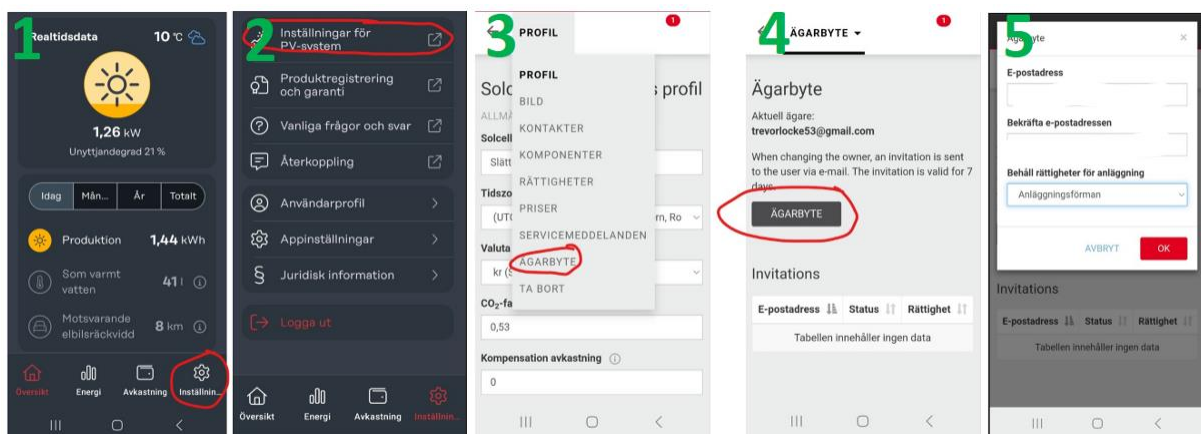 1
Realtidsdata 10 °C
1,26 kW
Unyttjandegrad 21 %
Idag Mån... År Totalt
Produktion 1,44 kWh
Som varmt
vatten
41 l
Motsvarande
elbilsräckvidd
8 km
Översikt Energi Avkastning Inställnin...
2
Inställningar för
PV-system
Produktregistrering
och garanti
Vanliga frågor och svar
Återkoppling
Användarprofil
Appinställningar
§ Juridisk information
Logga ut
Översikt Energi Avkastning Inställnin...
3
PROFIL
1
PROFIL
BILD
KONTAKTER
KOMPONENTER
RÄTTIGHETER
PRISER
SERVICEMEDDELANDEN
ÄGARBYTE
TA BORT
Solc s profil
ALLMÄ
Solcell
Slätt
Tidszo
(UTC rn, Ro
Valuta
kr (S
CO₂-fa
0,53
Kompensation avkastning
0
4
ÄGARBYTE
1
Ägarbyte
Aktuell ägare:
trevorlocke53@gmail.com
When changing the owner, an invitation is sent
to the user via e-mail. The invitation is valid for 7
days.
ÄGARBYTE
Invitations
E-postadress Status Rättighet
Tabellen innehåller ingen data
5
Ägarbyte ×
E-postadress
Bekräfta e-postadressen
Behåll rättigheter för anläggning
Anläggningsförman
AVBRYT OK
Invitations
E-postadress Status Rättighet
Tabellen innehåller ingen data